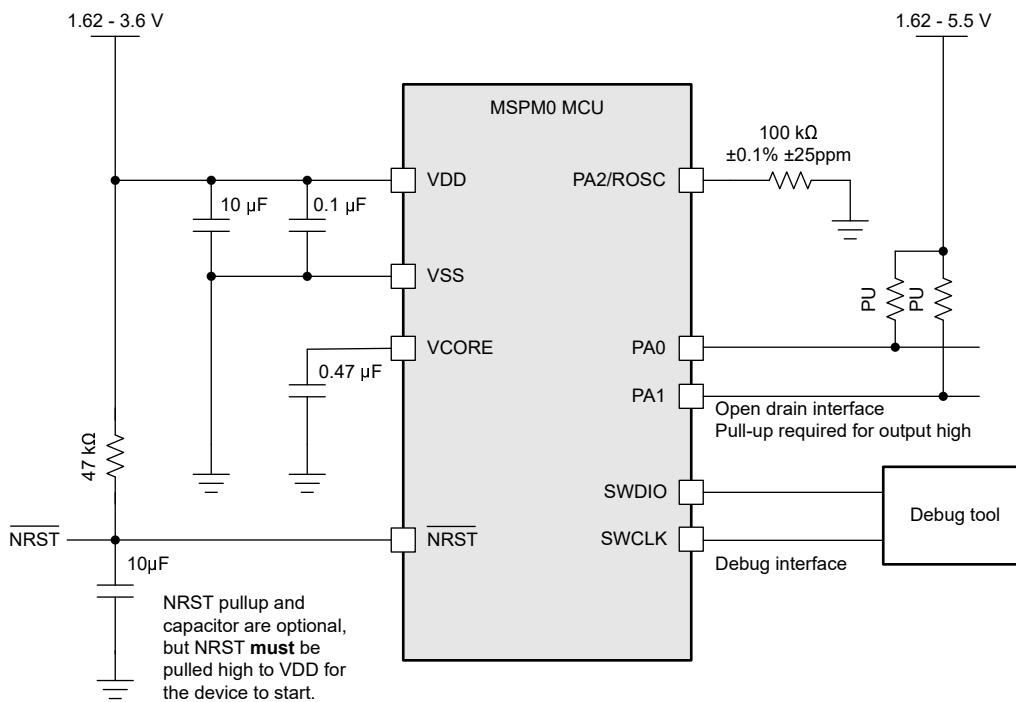 1.62 - 3.6 V
1.62 - 5.5 V
MSPM0 MCU
100 kΩ
±0.1% ±25ppm
VDD
PA2/ROSC
10 µF
0.1 µF
VSS
PU
PU
VCORE
PA0
0.47 µF
PA1
Open drain interface
Pull-up required for output high
47 kΩ
SWDIO
Debug tool
NRST
NRST
SWCLK
Debug interface
10µF
NRST pullup and
capacitor are optional,
but NRST must be
pulled high to VDD for
the device to start.